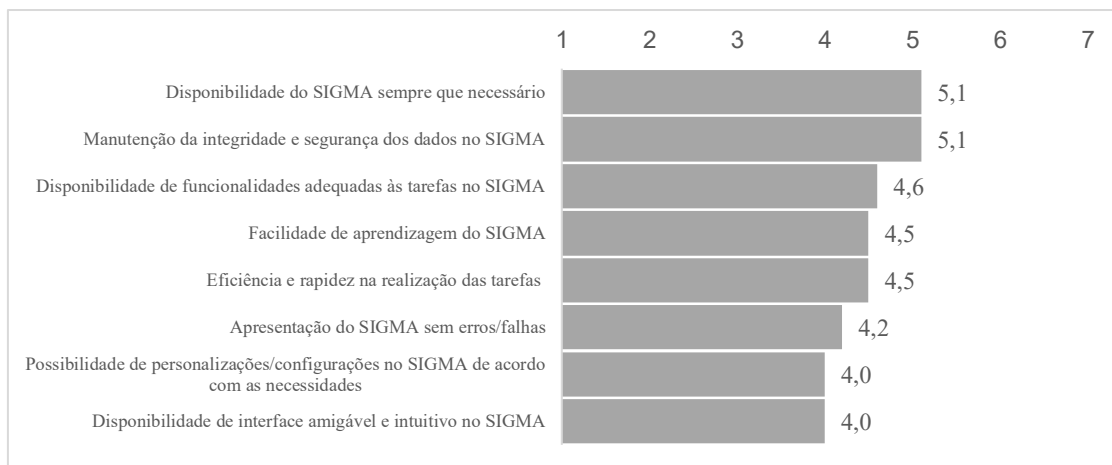 1 2 3 4 5 6 7
Disponibilidade do SIGMA sempre que necessário 5,1
Manutenção da integridade e segurança dos dados no SIGMA 5,1
Disponibilidade de funcionalidades adequadas às tarefas no SIGMA 4,6
Facilidade de aprendizagem do SIGMA 4,5
Eficiência e rapidez na realização das tarefas 4,5
Apresentação do SIGMA sem erros/falhas 4,2
Possibilidade de personalizações/configurações no SIGMA de acordo
com as necessidades 4,0
Disponibilidade de interface amigável e intuitivo no SIGMA 4,0